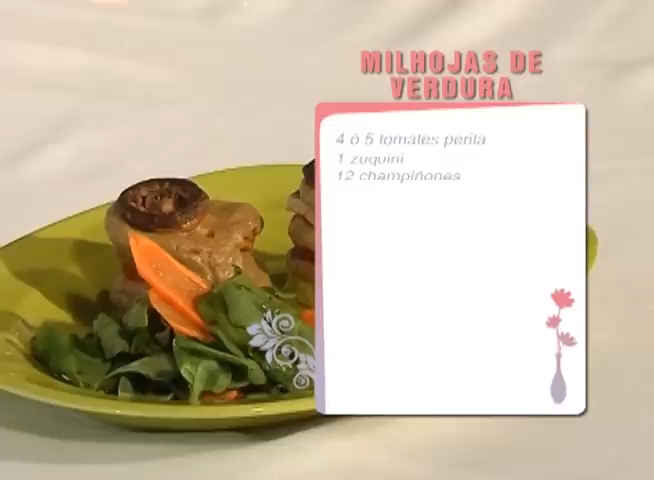 MILHOJAS DE
VERDURA
4 ó 5 tomates perita
1 zuquini
12 champiñones